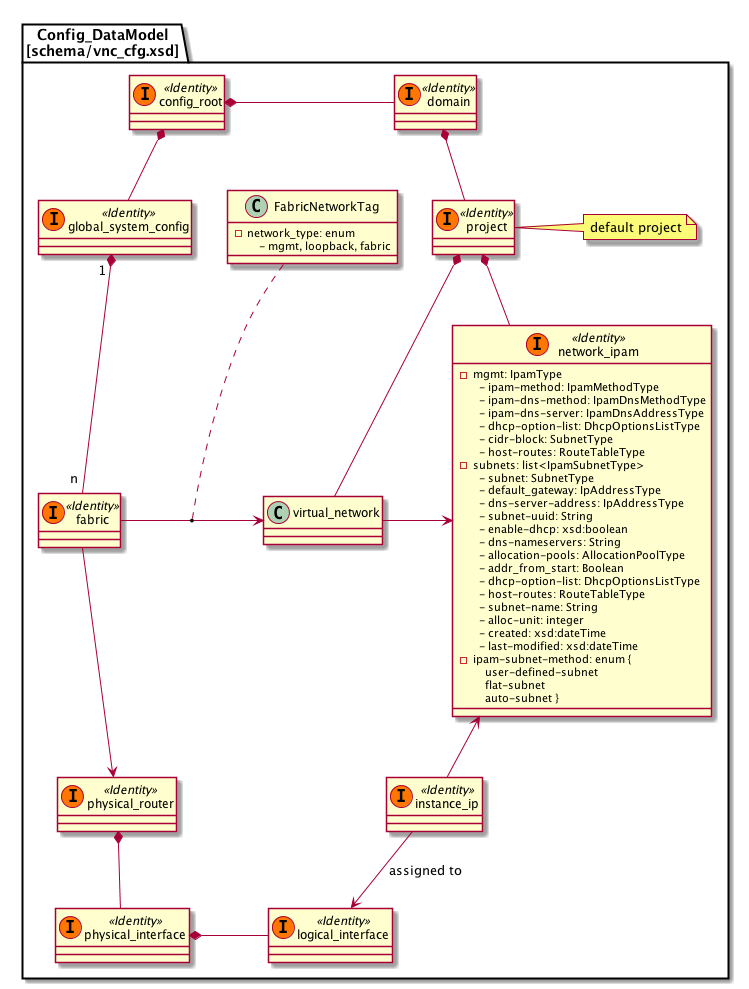 Config_DataModel
[schema/vnc_cfg.xsd]
I «Identity»
config_root
I «Identity»
domain
I «Identity»
global_system_config
C FabricNetworkTag
network_type: enum
- mgmt, loopback, fabric
I «Identity»
project
default project
1
I «Identity»
network_ipam
mgmt: IpamType
- ipam-method: IpamMethodType
- ipam-dns-method: IpamDnsMethodType
- ipam-dns-server: IpamDnsAddressType
- dhcp-option-list: DhcpOptionsListType
- cidr-block: SubnetType
- host-routes: RouteTableType
subnets: list<IpamSubnetType>
- subnet: SubnetType
- default_gateway: IpAddressType
- dns-server-address: IpAddressType
- subnet-uuid: String
- enable-dhcp: xsd:boolean
- dns-nameservers: String
- allocation-pools: AllocationPoolType
- addr_from_start: Boolean
- dhcp-option-list: DhcpOptionsListType
- host-routes: RouteTableType
- subnet-name: String
- alloc-unit: integer
- created: xsd:dateTime
- last-modified: xsd:dateTime
ipam-subnet-method: enum {
user-defined-subnet
flat-subnet
auto-subnet }
n
I «Identity»
fabric
C virtual_network
I «Identity»
physical_router
I «Identity»
instance_ip
assigned to
I «Identity»
physical_interface
I «Identity»
logical_interface